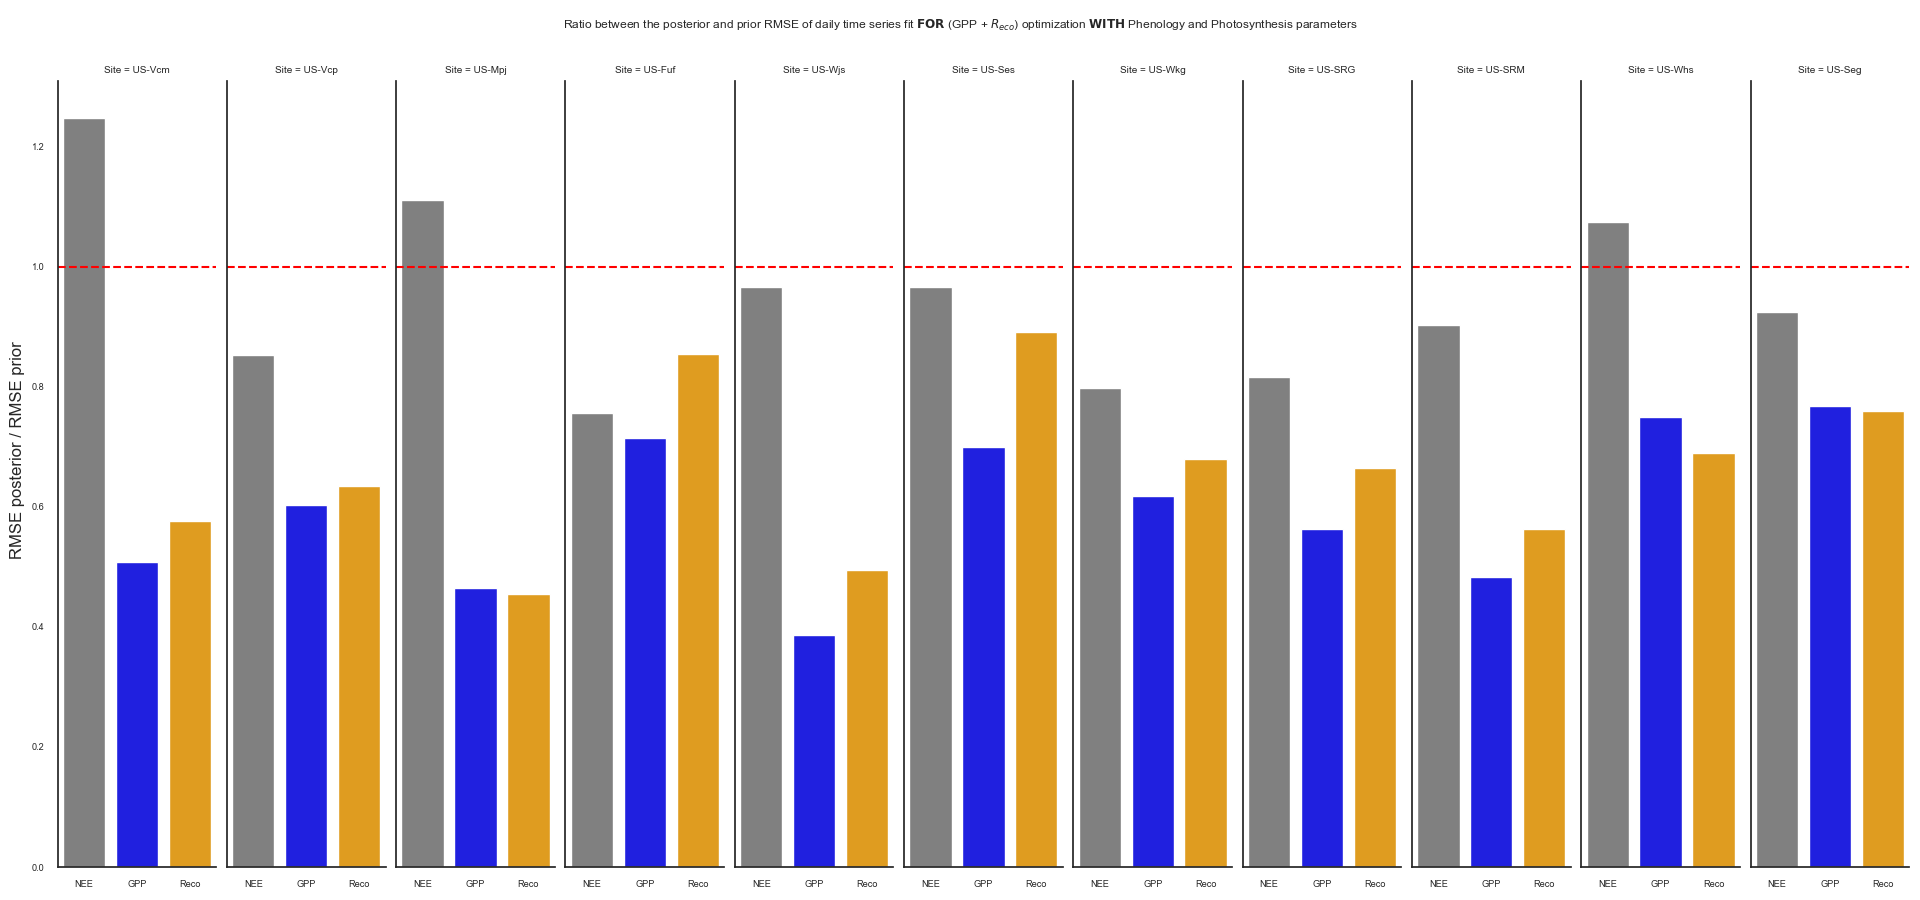 Ratio between the posterior and prior RMSE of daily time series fit FOR (GPP + Reco) optimization WITH Phenology and Photosynthesis parameters
Site = US-Vcm
Site = US-Vcp
Site = US-Mpj
Site = US-Fuf
Site = US-Wjs
Site = US-Ses
Site = US-Wkg
Site = US-SRG
Site = US-SRM
Site = US-Whs
Site = US-Seg
RMSE posterior / RMSE prior
1.2
1.0
0.8
0.6
0.4
0.2
0.0
NEE GPP Reco
NEE GPP Reco
NEE GPP Reco
NEE GPP Reco
NEE GPP Reco
NEE GPP Reco
NEE GPP Reco
NEE GPP Reco
NEE GPP Reco
NEE GPP Reco
NEE GPP Reco